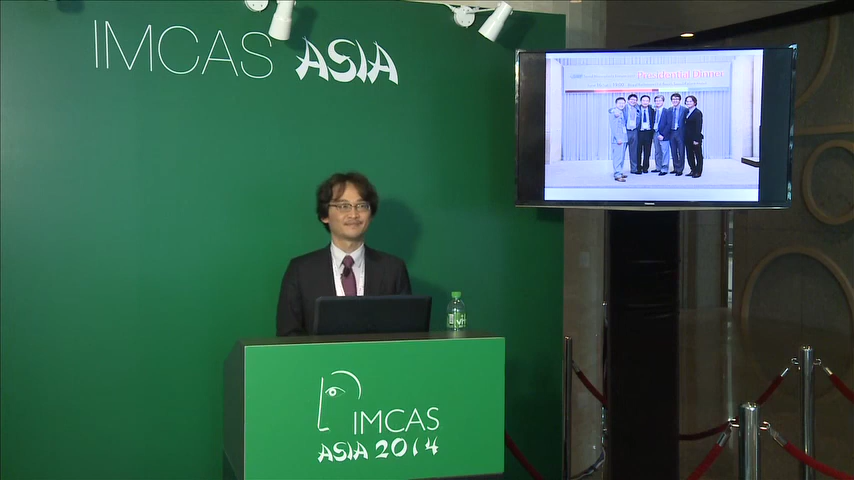 IMCAS ASIA
Presidential Dinner
IMCAS
ASIA 2014